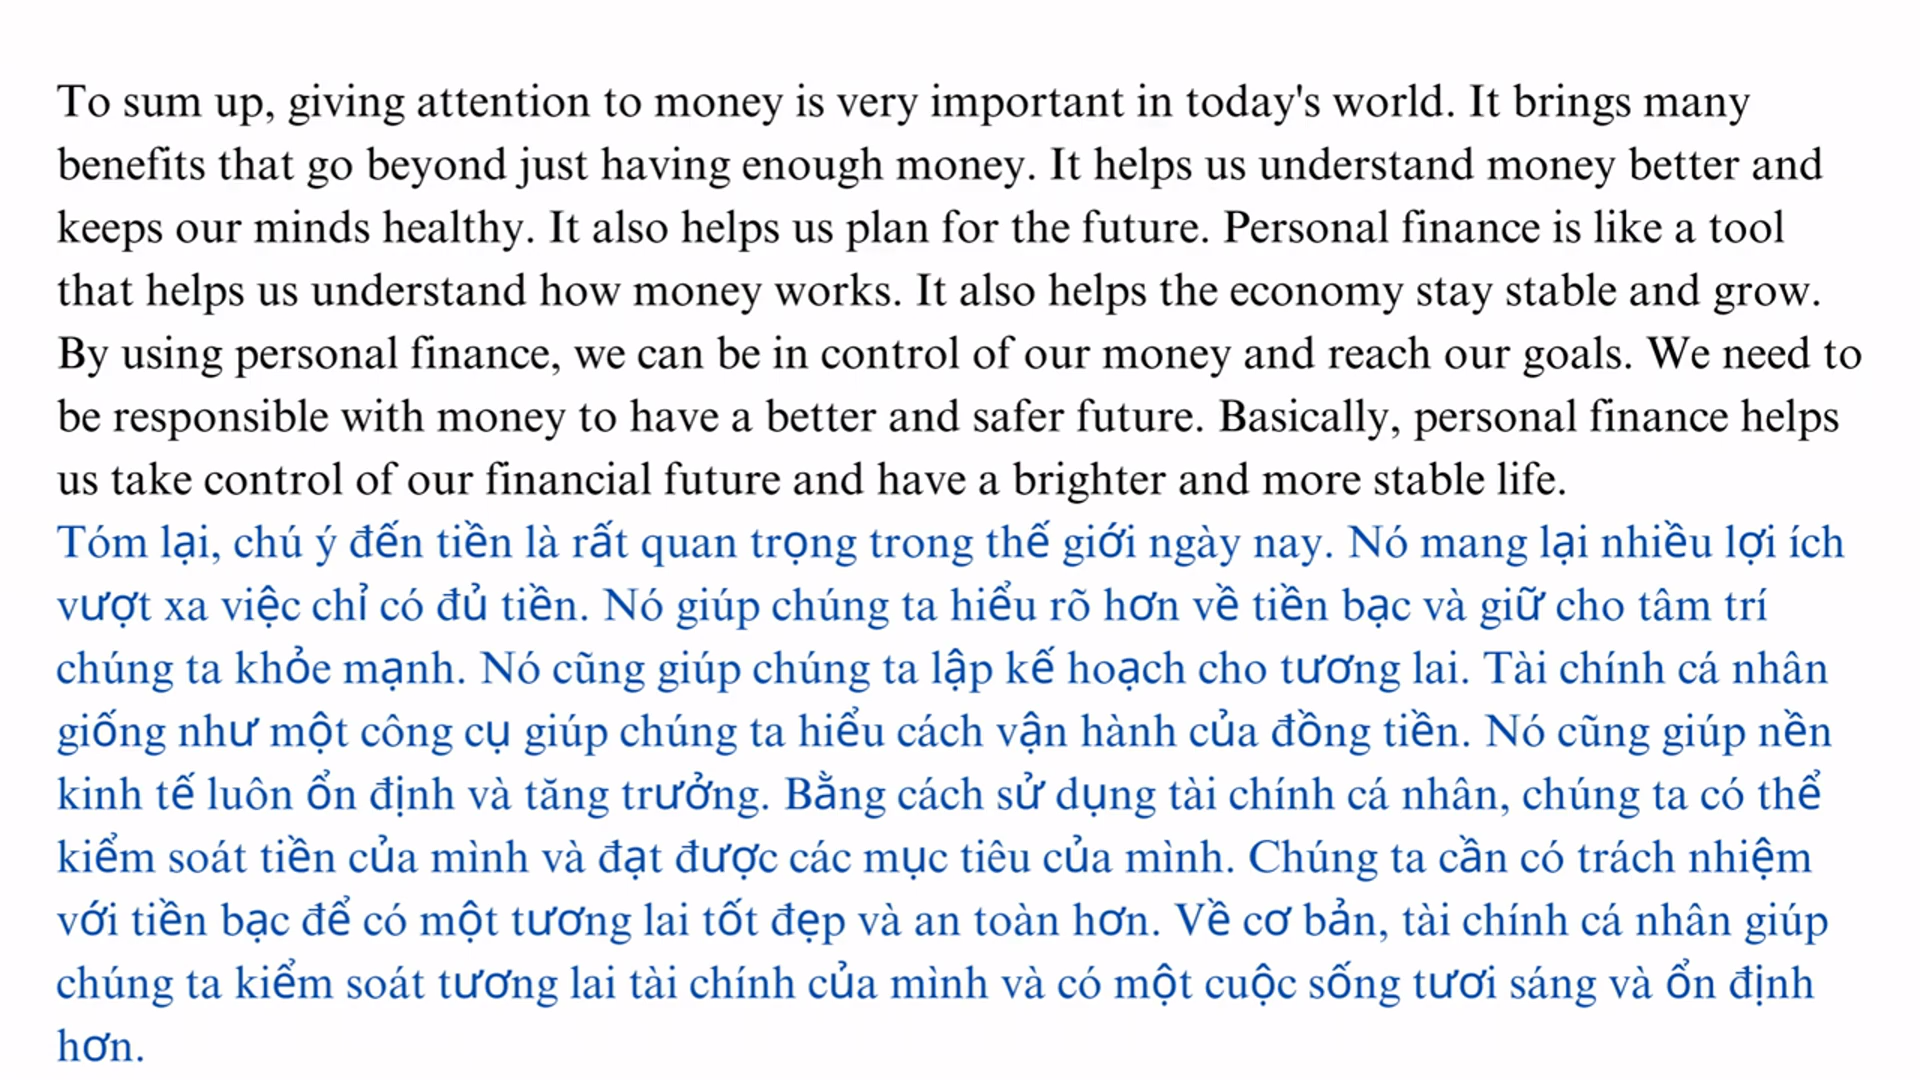 To sum up, giving attention to money is very important in today's world. It brings many
benefits that go beyond just having enough money. It helps us understand money better and
keeps our minds healthy. It also helps us plan for the future. Personal finance is like a tool
that helps us understand how money works. It also helps the economy stay stable and grow.
By using personal finance, we can be in control of our money and reach our goals. We need to
be responsible with money to have a better and safer future. Basically, personal finance helps
us take control of our financial future and have a brighter and more stable life.
Tóm lại, chú ý đến tiền là rất quan trọng trong thế giới ngày nay. Nó mang lại nhiều lợi ích
vượt xa việc chỉ có đủ tiền. Nó giúp chúng ta hiểu rõ hơn về tiền bạc và giữ cho tâm trí
chúng ta khỏe mạnh. Nó cũng giúp chúng ta lập kế hoạch cho tương lai. Tài chính cá nhân
giống như một công cụ giúp chúng ta hiểu cách vận hành của đồng tiền. Nó cũng giúp nền
kinh tế luôn ổn định và tăng trưởng. Bằng cách sử dụng tài chính cá nhân, chúng ta có thể
kiểm soát tiền của mình và đạt được các mục tiêu của mình. Chúng ta cần có trách nhiệm
với tiền bạc để có một tương lai tốt đẹp và an toàn hơn. Về cơ bản, tài chính cá nhân giúp
chúng ta kiểm soát tương lai tài chính của mình và có một cuộc sống tươi sáng và ổn định
hơn.